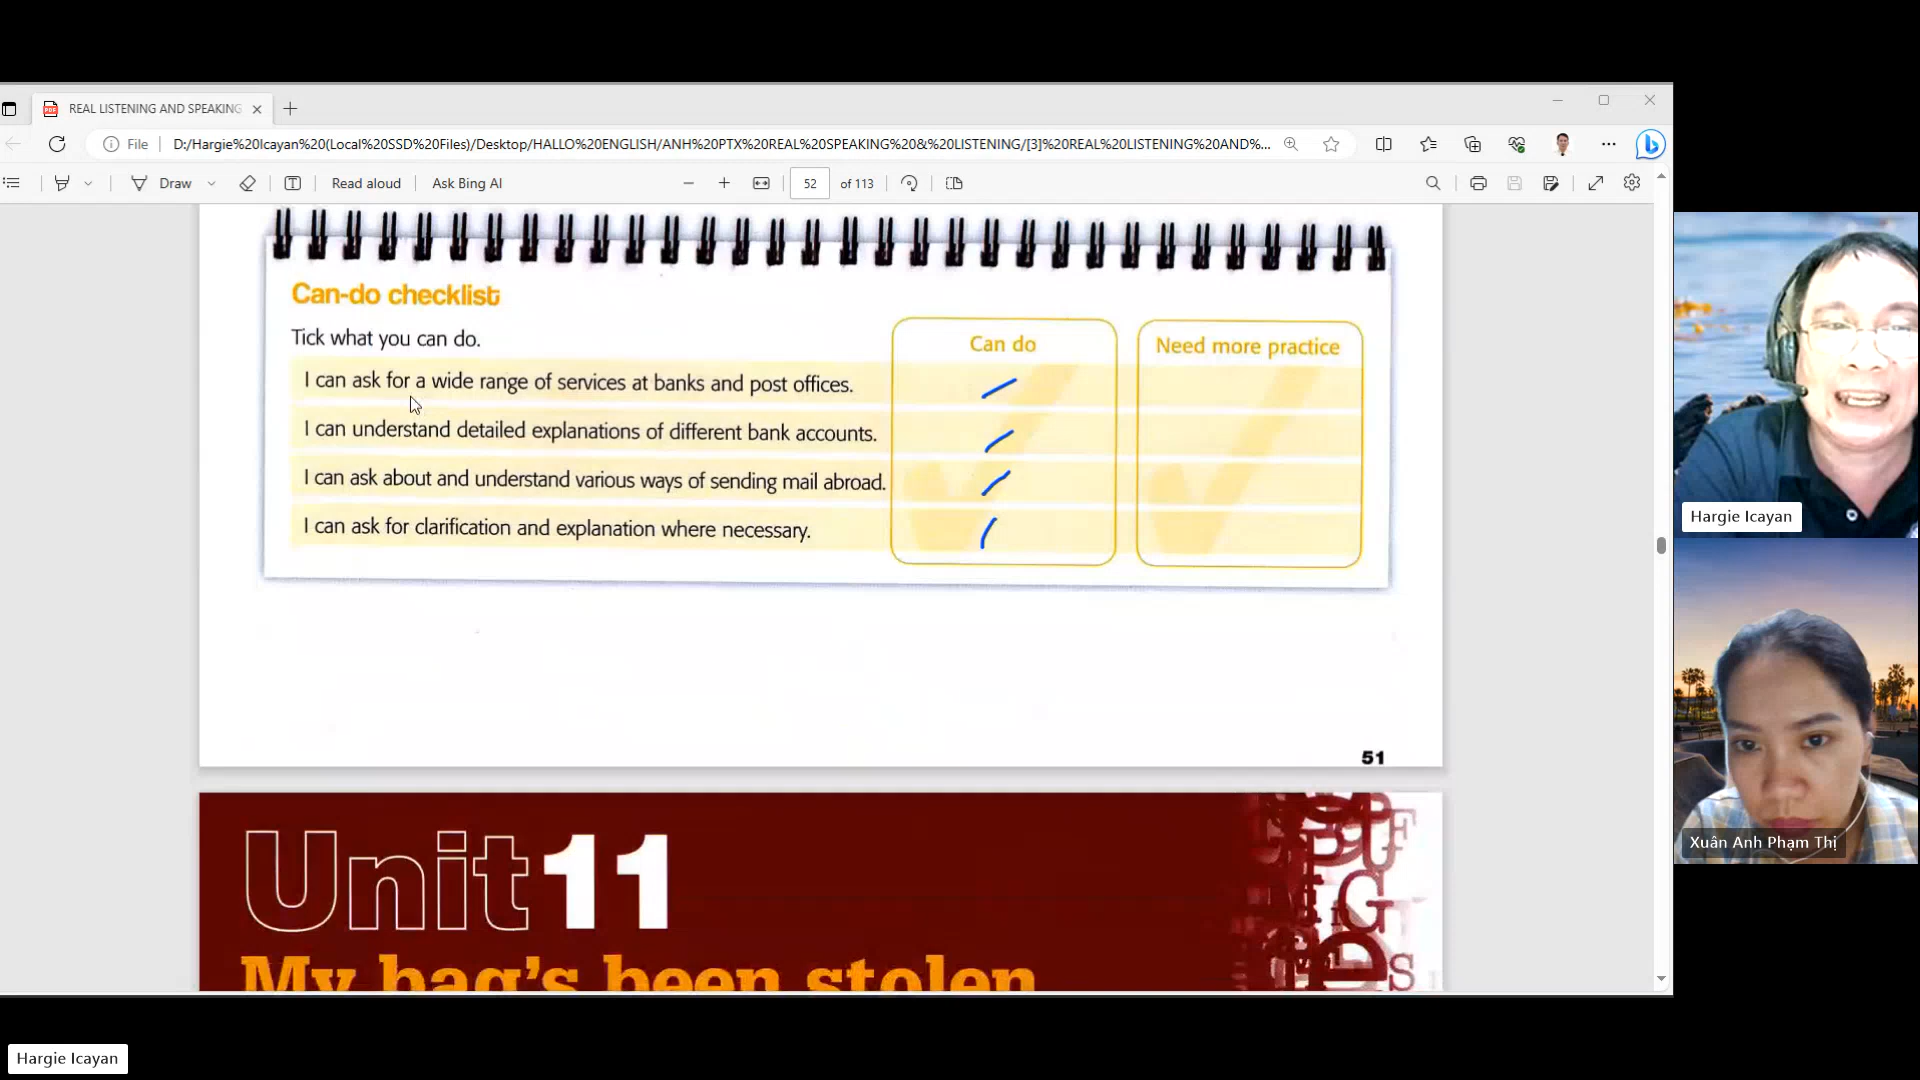 REAL LISTENING AND SPEAKING
File
D:/Hargie%20Icayan%20(Local%20SSD%20Files)/Desktop/HALLO%20ENGLISH/ANH%20PTX%20REAL%20SPEAKING%20&%20LISTENING/[3]%20REAL%20LISTENING%20AND%...
Draw
Read aloud
Ask Bing AI
52
of 113
Can-do checklist
Tick what you can do.
Can do
Need more practice
I can ask for a wide range of services at banks and post offices.
I can understand detailed explanations of different bank accounts.
I can ask about and understand various ways of sending mail abroad.
I can ask for clarification and explanation where necessary.
51
Unit 11
My bag's been stolen
Hargie Icayan
Xuân Anh Phạm Thị
Hargie Icayan